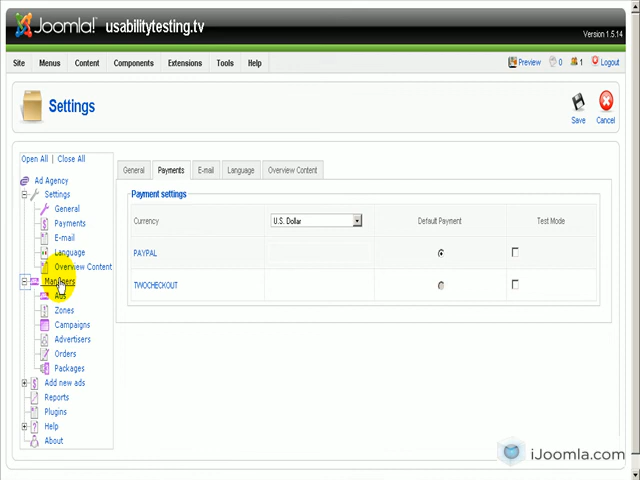 Joomla! usabilitytesting.tv
Version 1.5.14
Site Menus Content Components Extensions Tools Help Preview 0 1 Logout
Settings
Save Cancel
Open All | Close All
General Payments E-mail Language Overview Content
Ad Agency
Settings
General
Payments
E-mail
Language
Overview Content
Managers
Ads
Zones
Campaigns
Advertisers
Orders
Packages
Add new ads
Reports
Plugins
Help
About
Payment settings
Currency U.S. Dollar Default Payment Test Mode
PAYPAL
TWOCHECKOUT
iJoomla.com